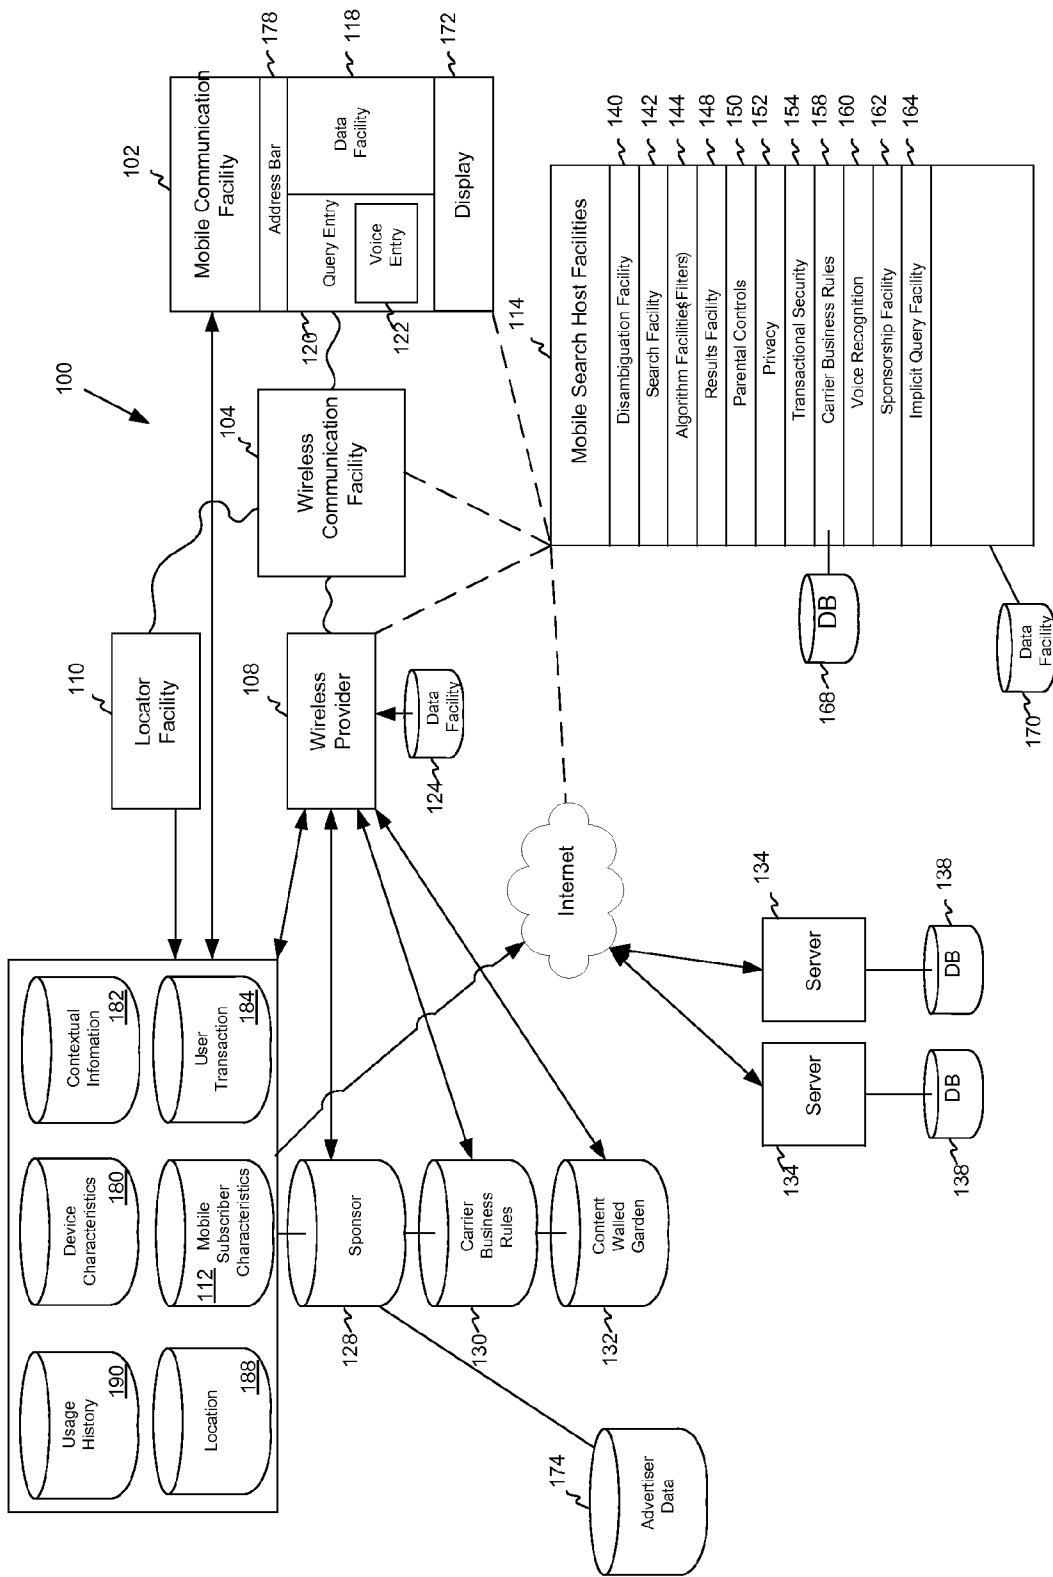 100
102
Mobile Communication
Facility
Address Bar
178
Query Entry
120
Voice
Entry
122
Data
Facility
118
Display
172
104
Wireless
Communication
Facility
110
Locator
Facility
108
Wireless
Provider
Data
Facility
124
Usage
History
190
Device
Characteristics
180
Contextual
Infomation
182
Location
188
112
Mobile
Subscriber
Characteristics
User
Transaction
184
Sponsor
128
Carrier
Business
Rules
130
Content
Walled
Garden
132
174
Advertiser
Data
Internet
Server
134
Server
134
DB
138
DB
138
114
Mobile Search Host Facilities
Disambiguation Facility
140
Search Facility
142
Algorithm Facilities(Filters)
144
Results Facility
148
Parental Controls
150
Privacy
152
Transactional Security
154
Carrier Business Rules
158
Voice Recognition
160
Sponsorship Facility
162
Implicit Query Facility
164
DB
168
Data
Facility
170